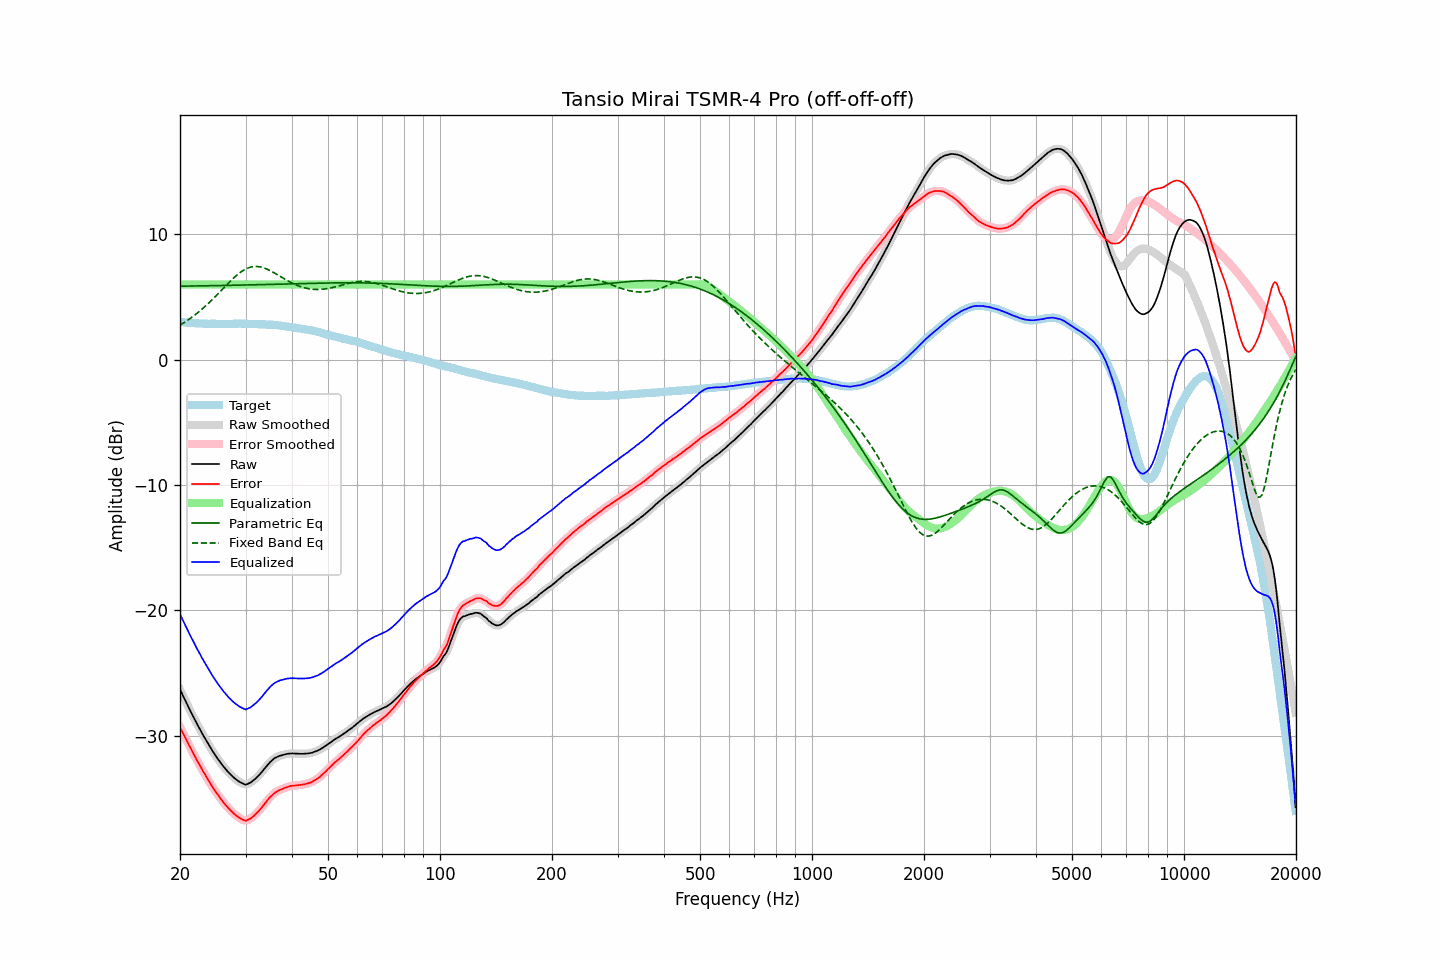 Tansio Mirai TSMR-4 Pro (off-off-off)
Amplitude (dBr)
10
0
−10
−20
−30
Target
Raw Smoothed
Error Smoothed
Raw
Error
Equalization
Parametric Eq
Fixed Band Eq
Equalized
20 50 100 200 500 1000 2000 5000 10000 20000
Frequency (Hz)